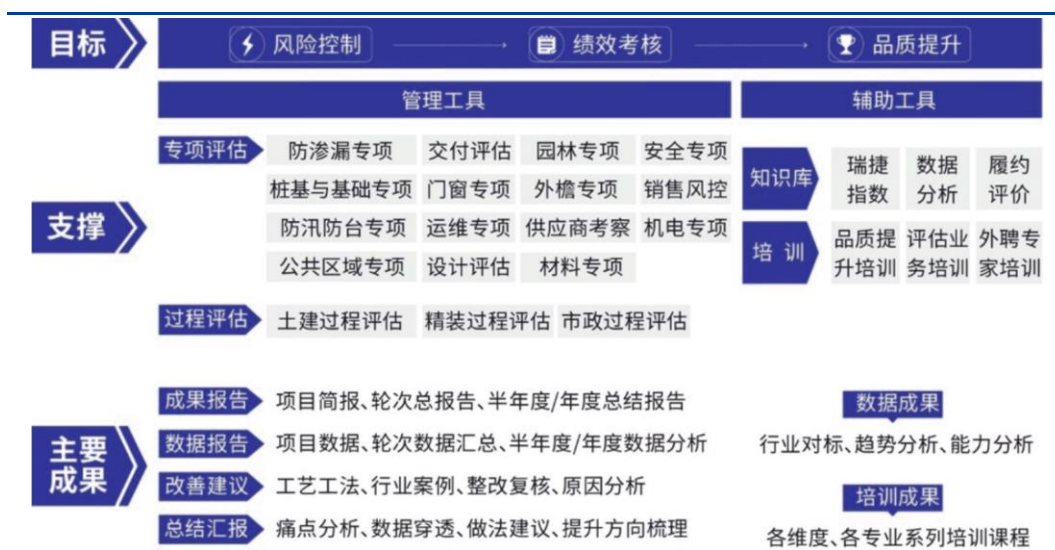 目标
风险控制
绩效考核
品质提升
管理工具
辅助工具
支撑
专项评估
防渗漏专项 交付评估 园林专项 安全专项
桩基与基础专项 门窗专项 外檐专项 销售风控
防汛防台专项 运维专项 供应商考察 机电专项
公共区域专项 设计评估 材料专项
过程评估
土建过程评估 精装过程评估 市政过程评估
知识库
瑞捷
指数
数据
分析
履约
评价
培 训
品质提
升培训
评估业
务培训
外聘专
家培训
主要
成果
成果报告
项目简报、轮次总报告、半年度/年度总结报告
数据报告
项目数据、轮次数据汇总、半年度/年度数据分析
改善建议
工艺工法、行业案例、整改复核、原因分析
总结汇报
痛点分析、数据穿透、做法建议、提升方向梳理
数据成果
行业对标、趋势分析、能力分析
培训成果
各维度、各专业系列培训课程